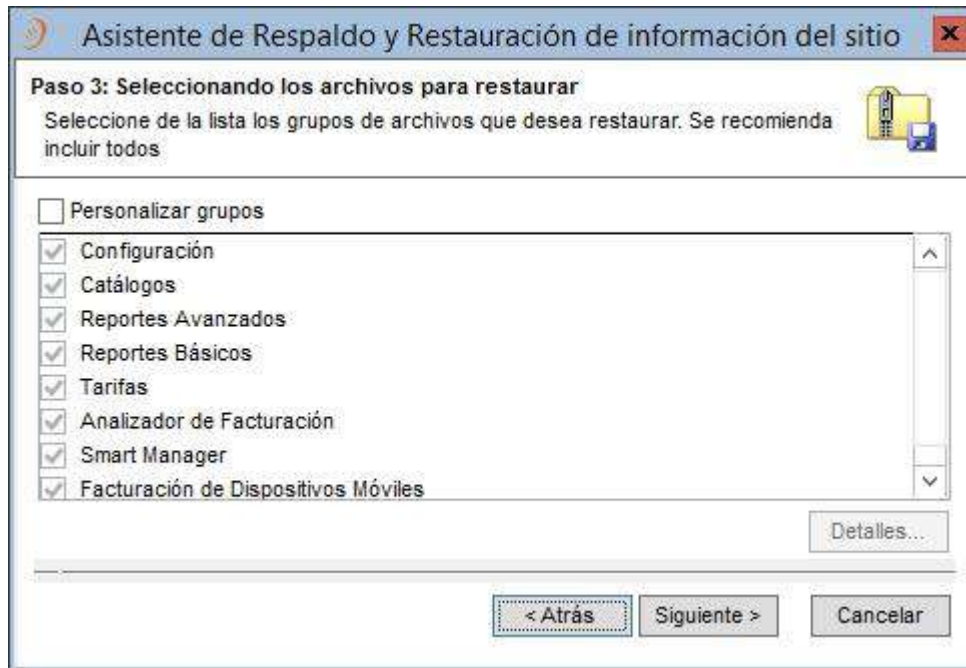 Asistente de Respaldo y Restauración de información del sitio
Paso 3: Seleccionando los archivos para restaurar
Seleccione de la lista los grupos de archivos que desea restaurar. Se recomienda
incluir todos
Personalizar grupos
Configuración
Catálogos
Reportes Avanzados
Reportes Básicos
Tarifas
Analizador de Facturación
Smart Manager
Facturación de Dispositivos Móviles
Detalles...
< Atrás
Siguiente >
Cancelar